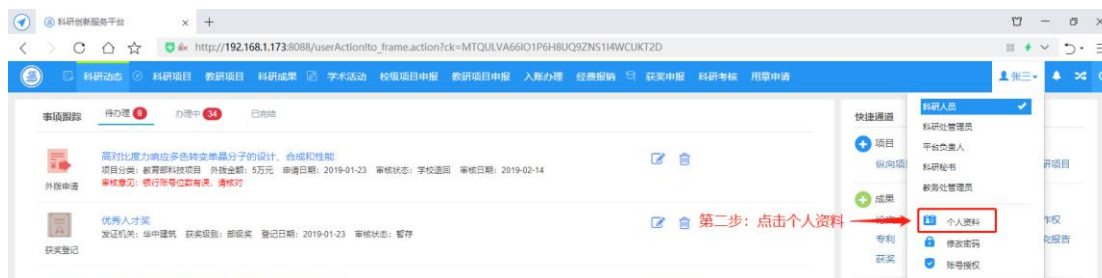 科研创新服务平台
http://192.168.1.173:8088/userAction!to_frame.action?ck=MTQULVA66IO1P6H8UQ9ZNS1I4WCUKT2D
科研动态 科研项目 教研项目 科研成果 学术活动 校级项目申报 教研项目申报 入账办理 经费报销 获奖申报 科研考核 用章申请 张三
事项跟踪 待办理 9 办理中 34 已完结
快捷通道
科研人员
科研处管理员
平台负责人
科研秘书
教务处管理员
个人资料
修改密码
账号授权
外拨申请
高对比度力响应多色转变单晶分子的设计、合成和性能
项目分类：教育部科技项目 外拨金额：5万元 申请日期：2019-01-23 审核状态：学校退回 审核日期：2019-02-14
审核意见：银行账号位数有误，请核对
获奖登记
优秀人才奖
发证机关：华中建筑 获奖级别：部级奖 登记日期：2019-01-23 审核状态：暂存
第二步：点击个人资料
项目
纵向项
研项目
成果
专利
获奖
作权
究报告